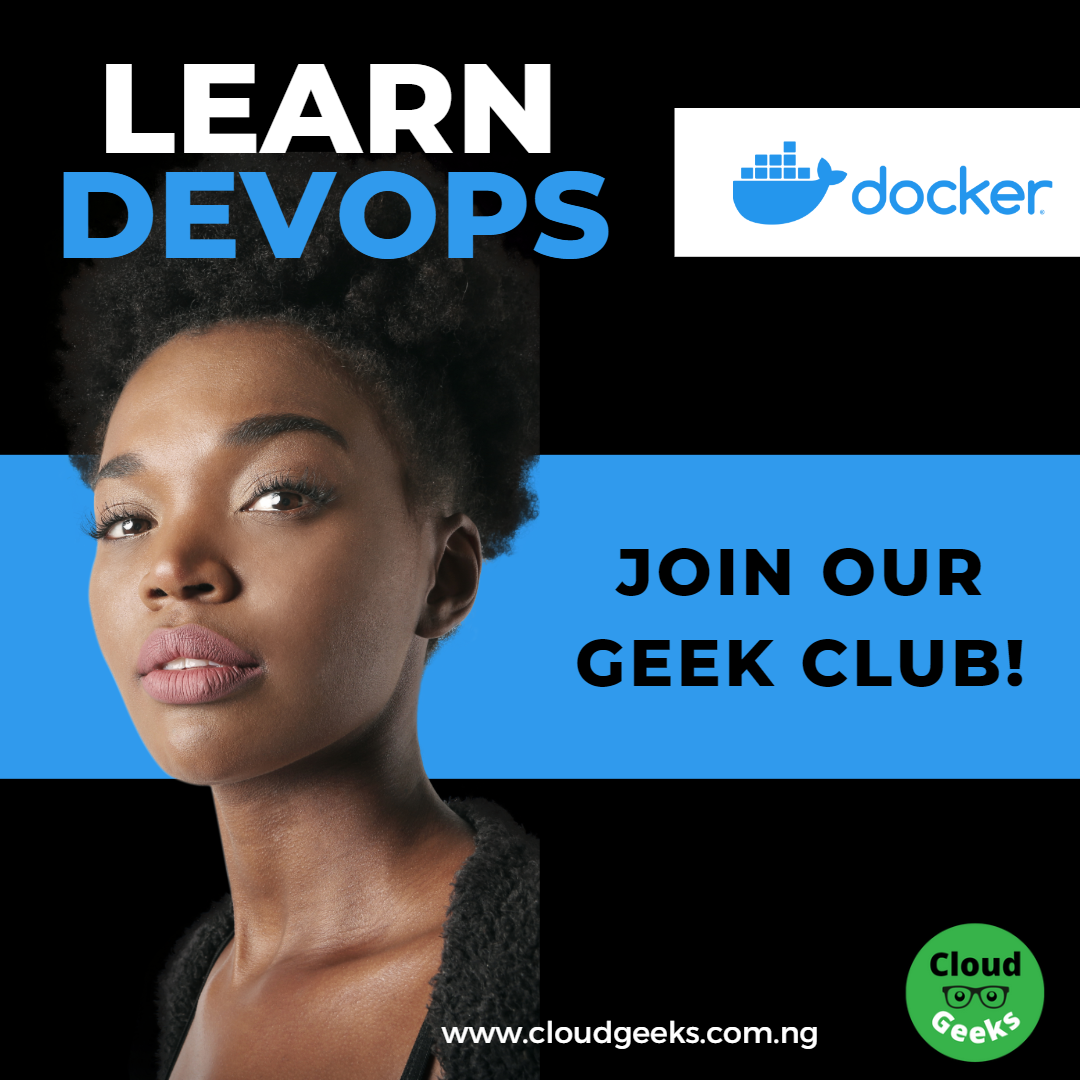 LEARN
DEVOPS
docker
JOIN OUR
GEEK CLUB!
www.cloudgeeks.com.ng
Cloud
Geeks